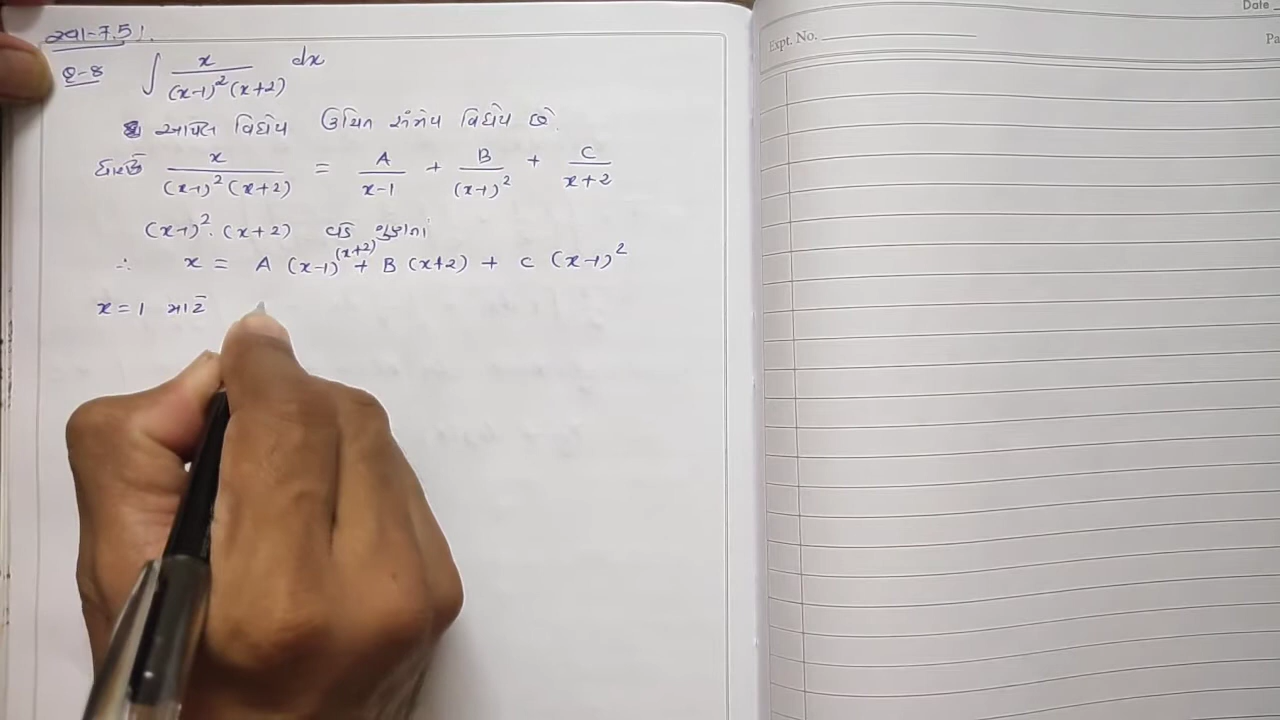 સ્વા-7.5 |.
Q-8 ∫ x / (x-1)² (x+2) dx
આપેલ વિધેય ઉચિત સંમેય વિધેય છે.
ધારોકે x / (x-1)² (x+2) = A / x-1 + B / (x-1)² + C / x+2
(x-1)² . (x+2) વડે ગુણતાં
∴ x = A (x-1) (x+2) + B (x+2) + C (x-1)²
x = 1 માટે
Expt. No.
Date
Pa